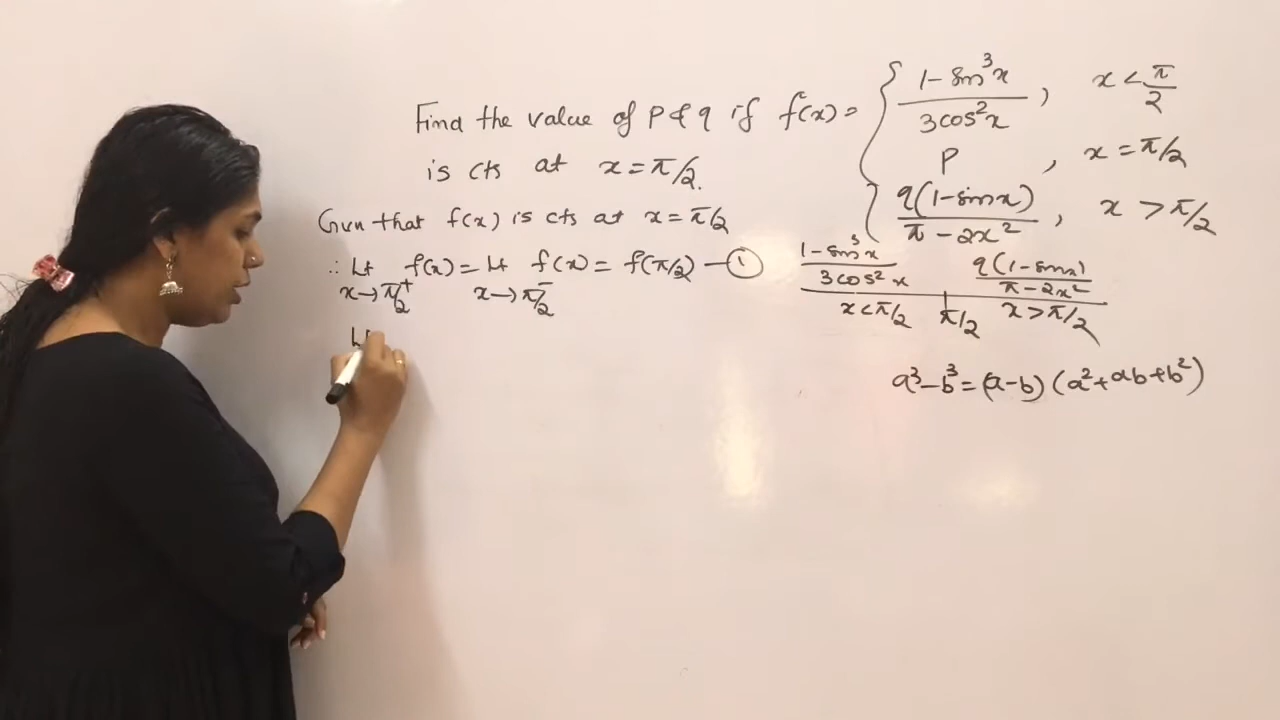 Find the value of P & q if f(x) = { 1 - sin³x / 3cos²x , x < π/2
P , x = π/2
q(1 - sinx) / π - 2x² , x > π/2
is cts at x = π/2.
Gvn that f(x) is cts at x = π/2
∴ Lt x→π/2⁺ f(x) = Lt x→π/2⁻ f(x) = f(π/2) — ①
1 - sin³x / 3cos²x q(1 - sinx) / π - 2x²
x < π/2 π/2 x > π/2
a³ - b³ = (a - b) (a² + ab + b²)
Lt